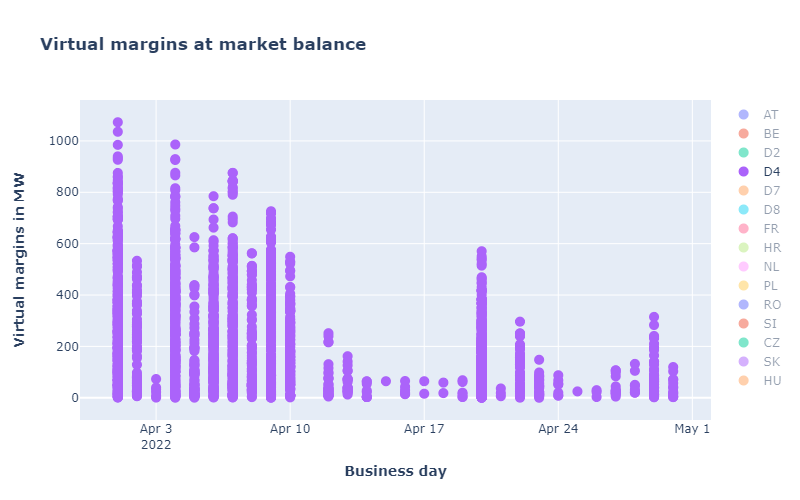 Virtual margins at market balance
Virtual margins in MW
1000
800
600
400
200
0
Apr 3
2022
Apr 10
Apr 17
Apr 24
May 1
Business day
AT
BE
D2
D4
D7
D8
FR
HR
NL
PL
RO
SI
CZ
SK
HU